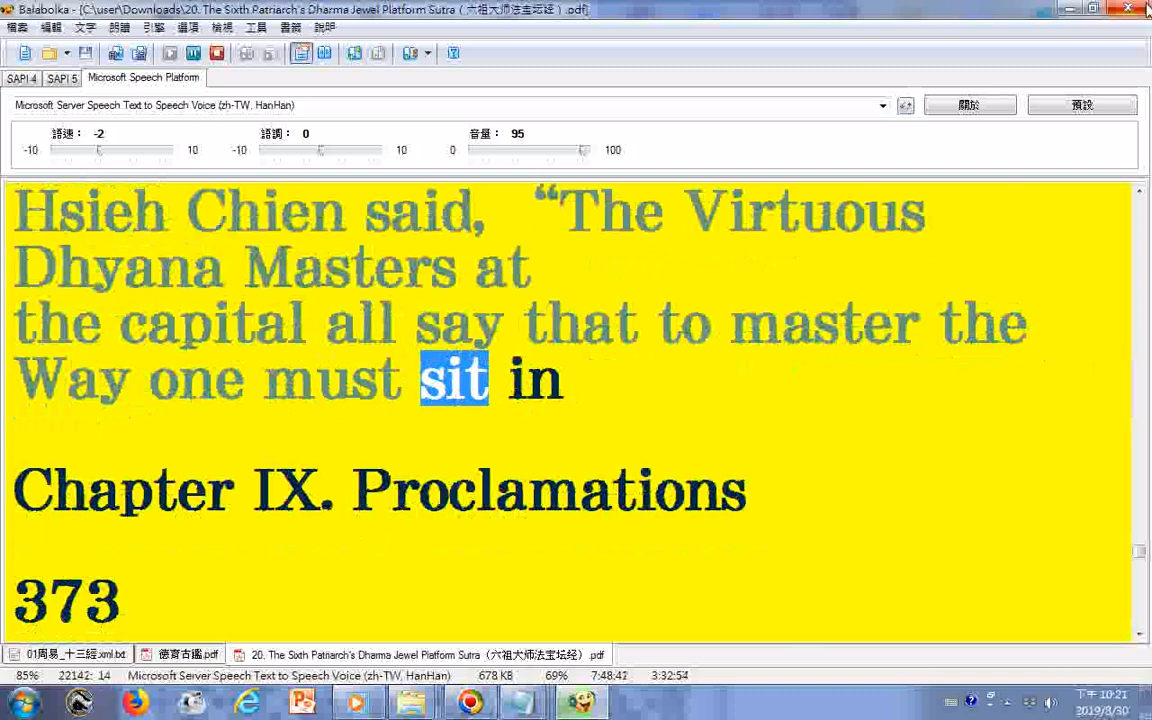 Balabolka - [C:\user\Downloads\20. The Sixth Patriarch's Dharma Jewel Platform Sutra（六祖大师法宝坛经）.pdf]
檔案 編輯 文字 朗讀 引擎 選項 檢視 工具 書籤 說明
SAPI 4 SAPI 5 Microsoft Speech Platform
Microsoft Server Speech Text to Speech Voice (zh-TW, HanHan) 關於 預設
語速： -2 語調： 0 音量： 95
-10 10 -10 10 0 100
Hsieh Chien said, “The Virtuous
Dhyana Masters at
the capital all say that to master the
Way one must sit in
Chapter IX. Proclamations
373
01周易_十三經.xml.txt 德育古鑑.pdf 20. The Sixth Patriarch's Dharma Jewel Platform Sutra（六祖大师法宝坛经）.pdf
85% 22142: 14 Microsoft Server Speech Text to Speech Voice (zh-TW, HanHan) 678 KB 69% 7:48:42 3:32:54
下午 10:21
2019/8/30